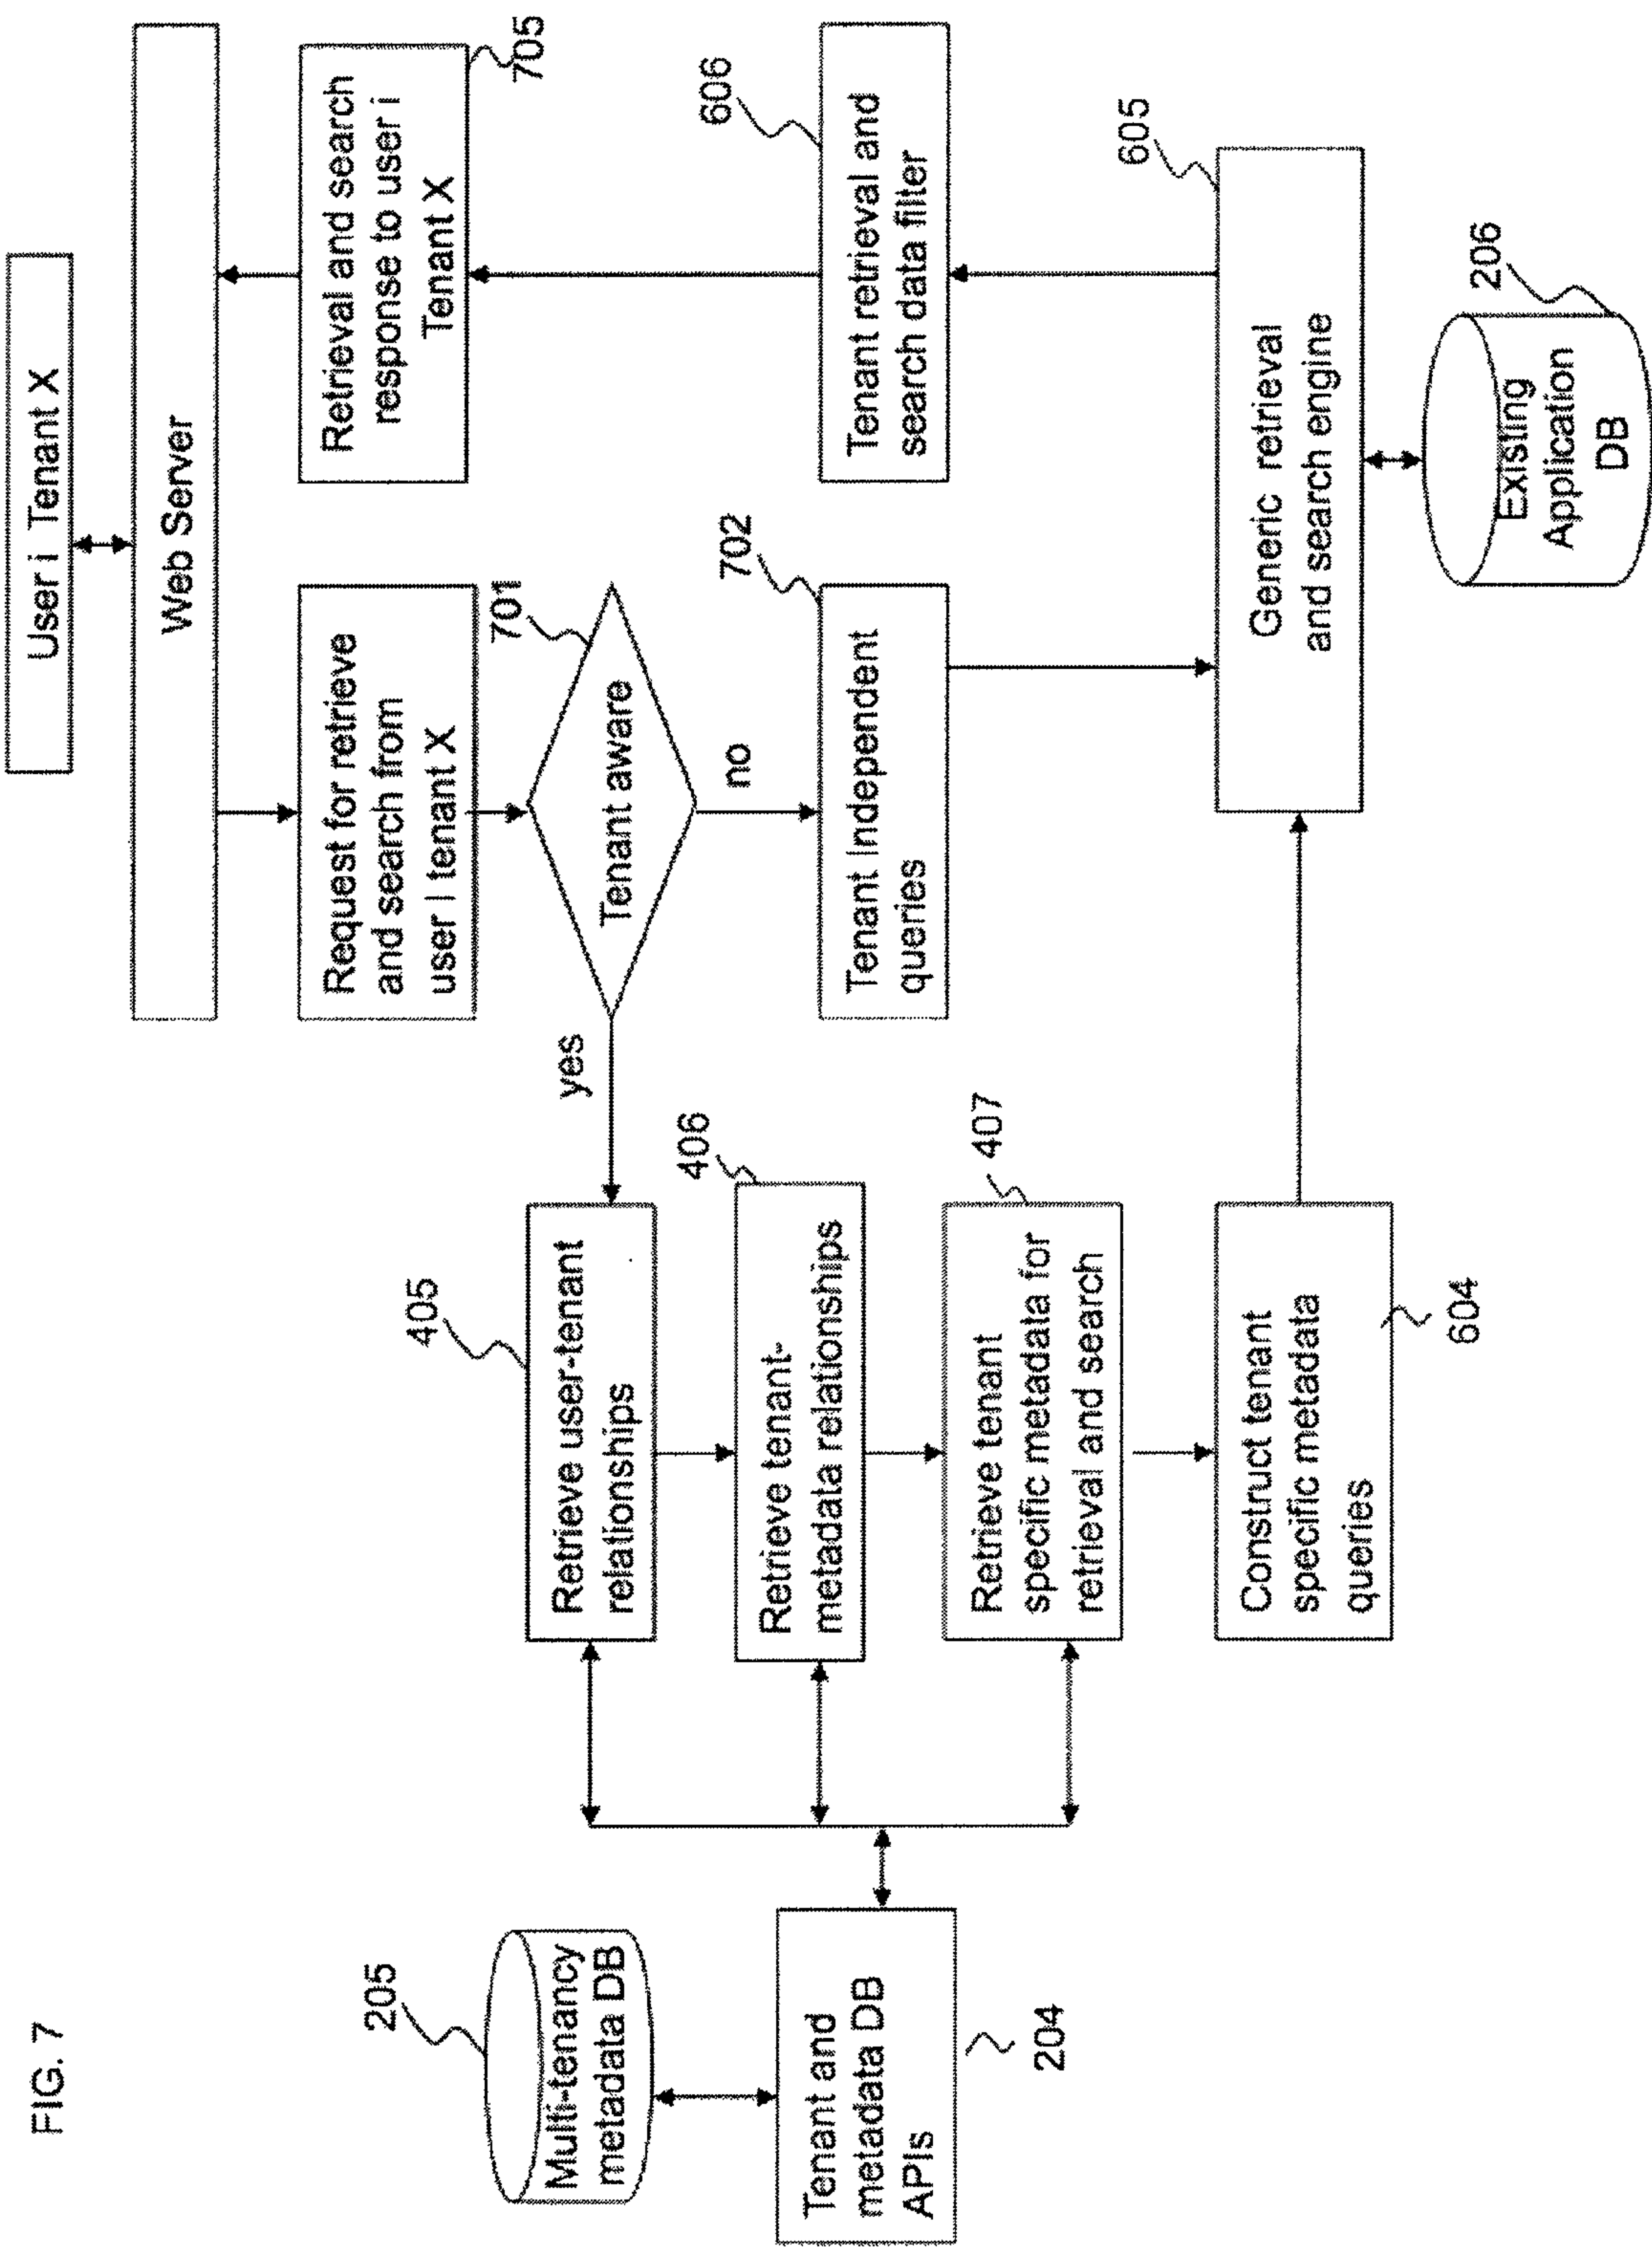 FIG. 7
User i Tenant X
Web Server
Request for retrieve
and search from
user I tenant X
Retrieval and search
response to user i
Tenant X
705
701
Tenant aware
yes
no
405
Retrieve user-tenant
relationships
406
Retrieve tenant-
metadata relationships
407
Retrieve tenant
specific metadata for
retrieval and search
Construct tenant
specific metadata
queries
604
205
Multi-tenancy
metadata DB
Tenant and
metadata DB
APIs
204
702
Tenant Independent
queries
606
Tenant retrieval and
search data filter
605
Generic retrieval
and search engine
206
Existing
Application
DB